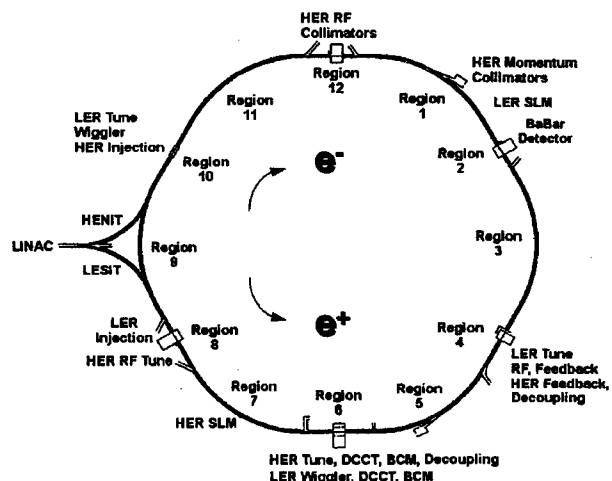 HER RF
Collimators
HER Momentum
Collimators
Region
12
Region
11
Region
1
LER SLM
LER Tune
Wiggler
HER Injection
BaBar
Detector
Region
10
e-
Region
2
HENIT
LINAC
Region
9
Region
3
LESIT
e+
LER
Injection
Region
8
Region
4
HER RF Tune
LER Tune
RF, Feedback
HER Feedback,
Decoupling
Region
7
Region
6
Region
5
HER SLM
HER Tune, DCCT, BCM, Decoupling
LER Wiggler, DCCT, BCM